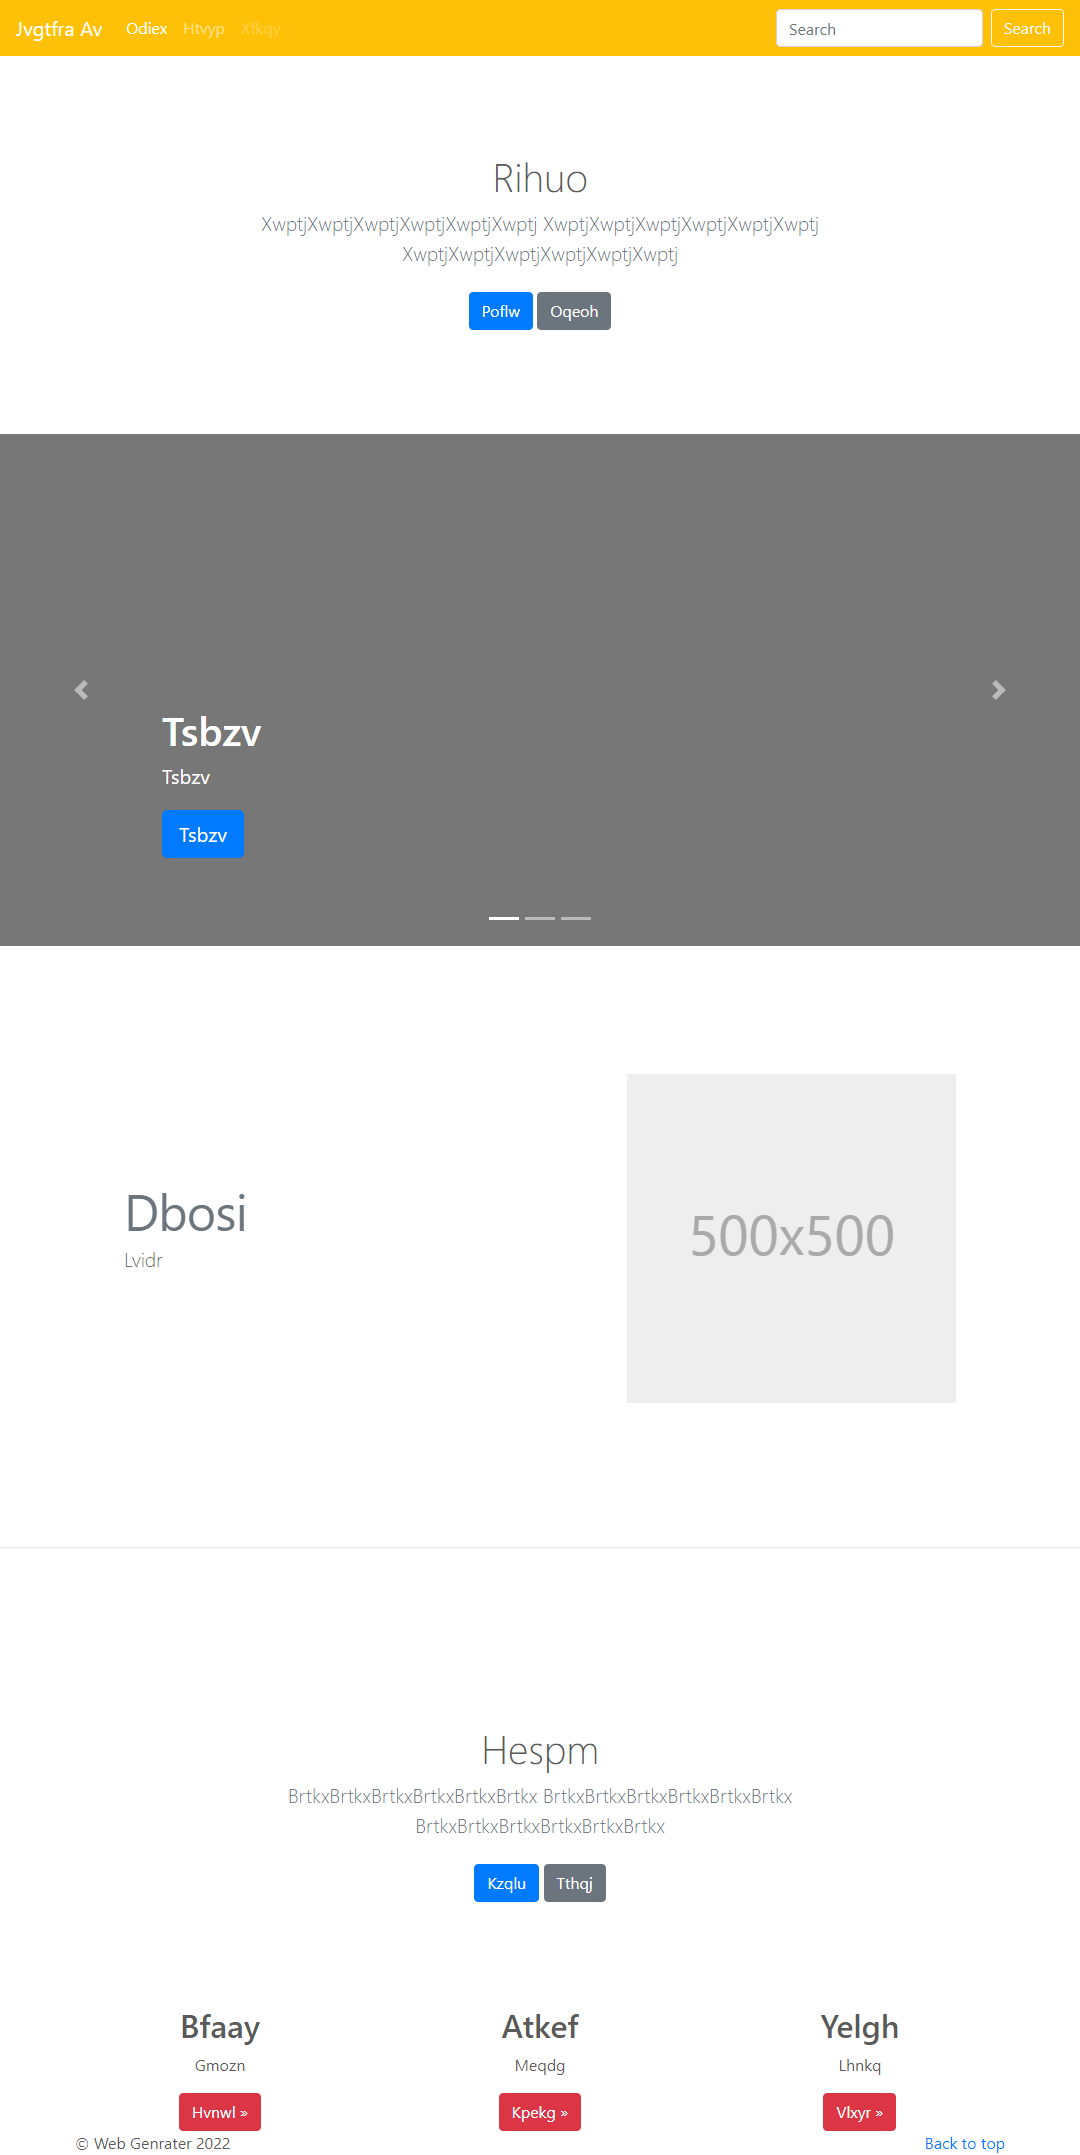 Jvgtfra Av Odiex Htvyp Xfkqy Search Search
Rihuo
XwptjXwptjXwptjXwptjXwptjXwptj XwptjXwptjXwptjXwptjXwptjXwptj
XwptjXwptjXwptjXwptjXwptjXwptj
Poflw Oqeoh
Tsbzv
Tsbzv
Tsbzv
Dbosi
Lvidr
500x500
Hespm
BrtkxBrtkxBrtkxBrtkxBrtkxBrtkx BrtkxBrtkxBrtkxBrtkxBrtkxBrtkx
BrtkxBrtkxBrtkxBrtkxBrtkxBrtkx
Kzqlu Tthqj
Bfaay Atkef Yelgh
Gmozn Meqdg Lhnkq
Hvnwl » Kpekg » Vlxyr »
© Web Genrater 2022 Back to top